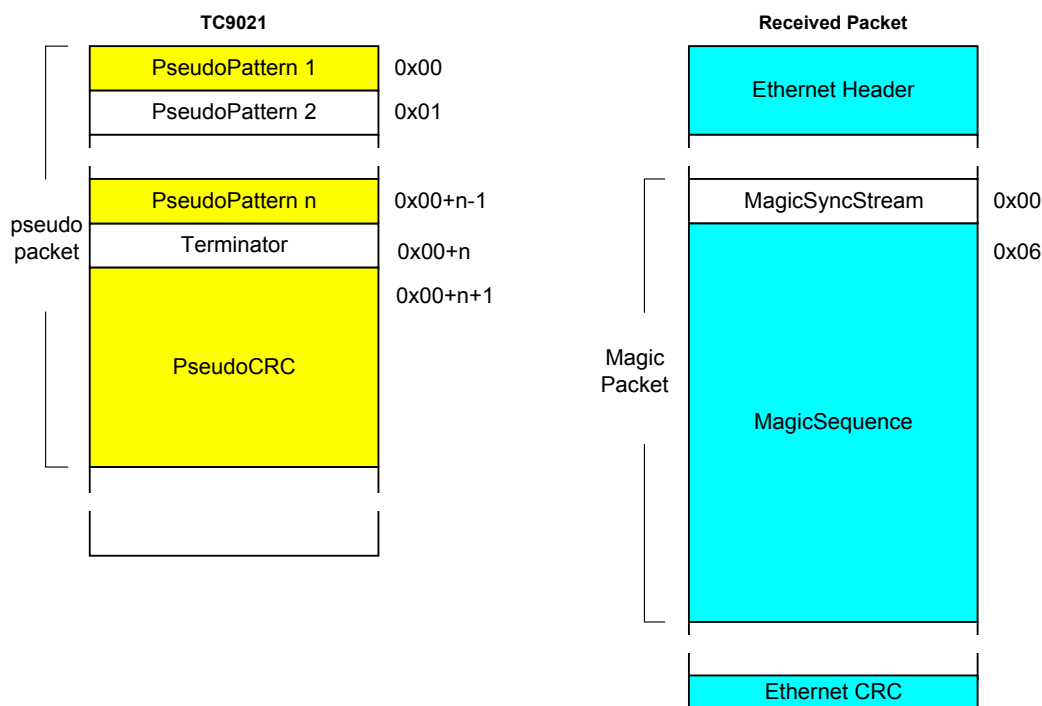 TC9021
PseudoPattern 1
0x00
PseudoPattern 2
0x01
PseudoPattern n
0x00+n-1
Terminator
0x00+n
0x00+n+1
PseudoCRC
pseudo
packet
Received Packet
Ethernet Header
MagicSyncStream
0x00
0x06
MagicSequence
Magic
Packet
Ethernet CRC